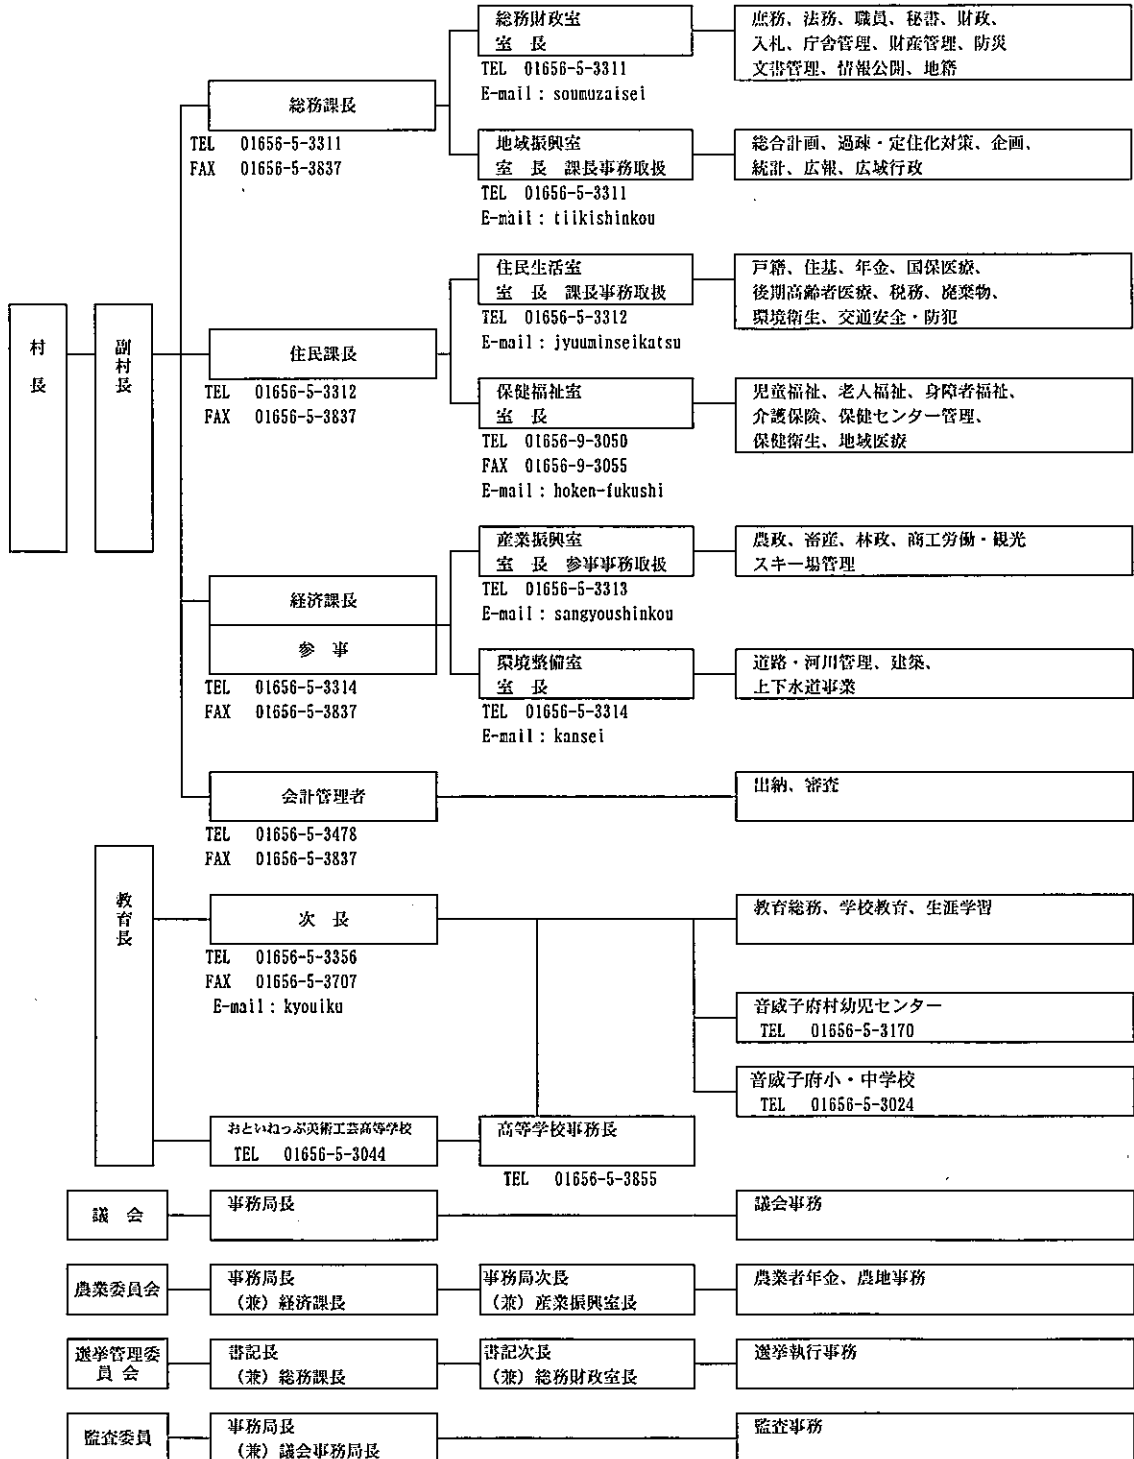 村長
副村長
総務課長
TEL 01656-5-3311
FAX 01656-5-3837
総務財政室
室 長
TEL 01656-5-3311
E-mail : soumuzaisei
庶務、法務、職員、秘書、財政、
入札、庁舎管理、財産管理、防災
文書管理、情報公開、地籍
地域振興室
室 長 課長事務取扱
TEL 01656-5-3311
E-mail : tiikishinkou
総合計画、過疎・定住化対策、企画、
統計、広報、広域行政
住民課長
TEL 01656-5-3312
FAX 01656-5-3837
住民生活室
室 長 課長事務取扱
TEL 01656-5-3312
E-mail : jyuuminseikatsu
戸籍、住基、年金、国保医療、
後期高齢者医療、税務、廃棄物、
環境衛生、交通安全・防犯
保健福祉室
室 長
TEL 01656-9-3050
FAX 01656-9-3055
E-mail : hoken-fukushi
児童福祉、老人福祉、身障者福祉、
介護保険、保健センター管理、
保健衛生、地域医療
経済課長
参 事
TEL 01656-5-3314
FAX 01656-5-3837
産業振興室
室 長 参事事務取扱
TEL 01656-5-3313
E-mail : sangyoushinkou
農政、畜産、林政、商工労働・観光
スキー場管理
環境整備室
室 長
TEL 01656-5-3314
E-mail : kansei
道路・河川管理、建築、
上下水道事業
会計管理者
TEL 01656-5-3478
FAX 01656-5-3837
出納、審査
教育長
次 長
TEL 01656-5-3356
FAX 01656-5-3707
E-mail : kyouiku
教育総務、学校教育、生涯学習
音威子府村幼児センター
TEL 01656-5-3170
音威子府小・中学校
TEL 01656-5-3024
おといねっぷ美術工芸高等学校
TEL 01656-5-3044
高等学校事務長
TEL 01656-5-3855
議 会
事務局長
議会事務
農業委員会
事務局長
(兼) 経済課長
事務局次長
(兼) 産業振興室長
農業者年金、農地事務
選挙管理委
員 会
書記長
(兼) 総務課長
書記次長
(兼) 総務財政室長
選挙執行事務
監査委員
事務局長
(兼) 議会事務局長
監査事務